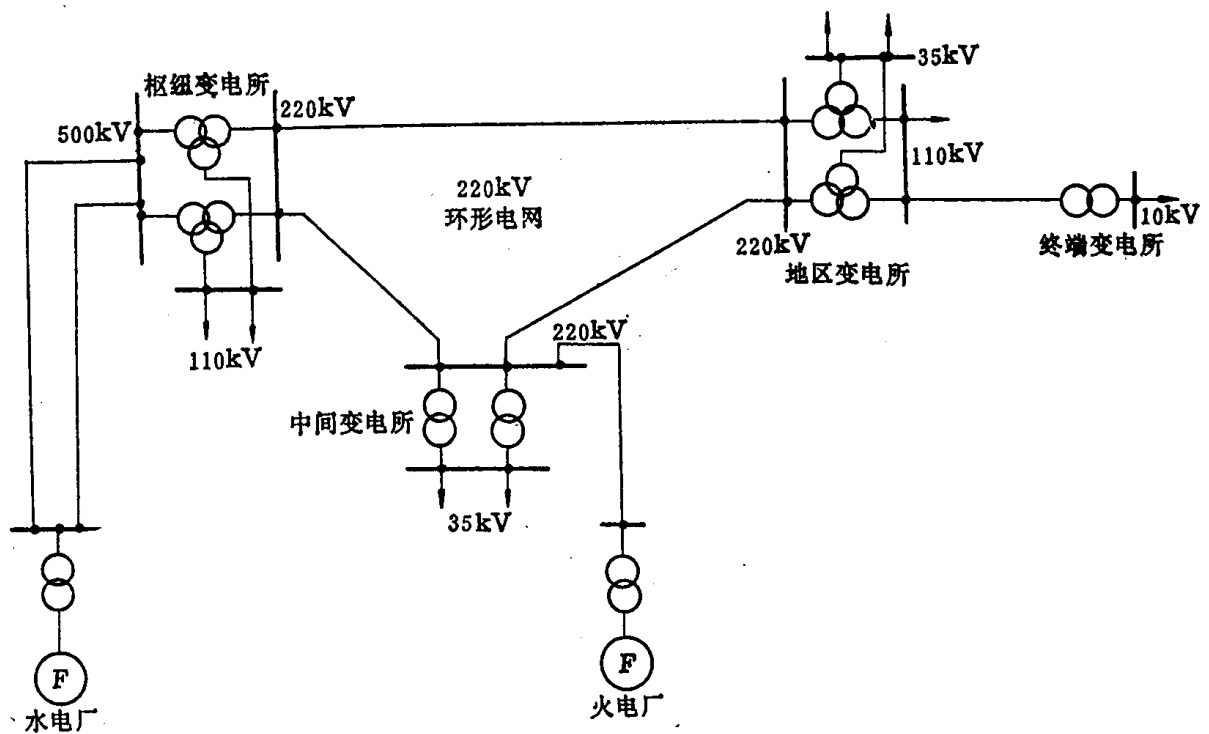 35kV
枢纽变电所
500kV
220kV
110kV
220kV
环形电网
10kV
220kV
终端变电所
地区变电所
220kV
110kV
中间变电所
35kV
F
F
水电厂
火电厂